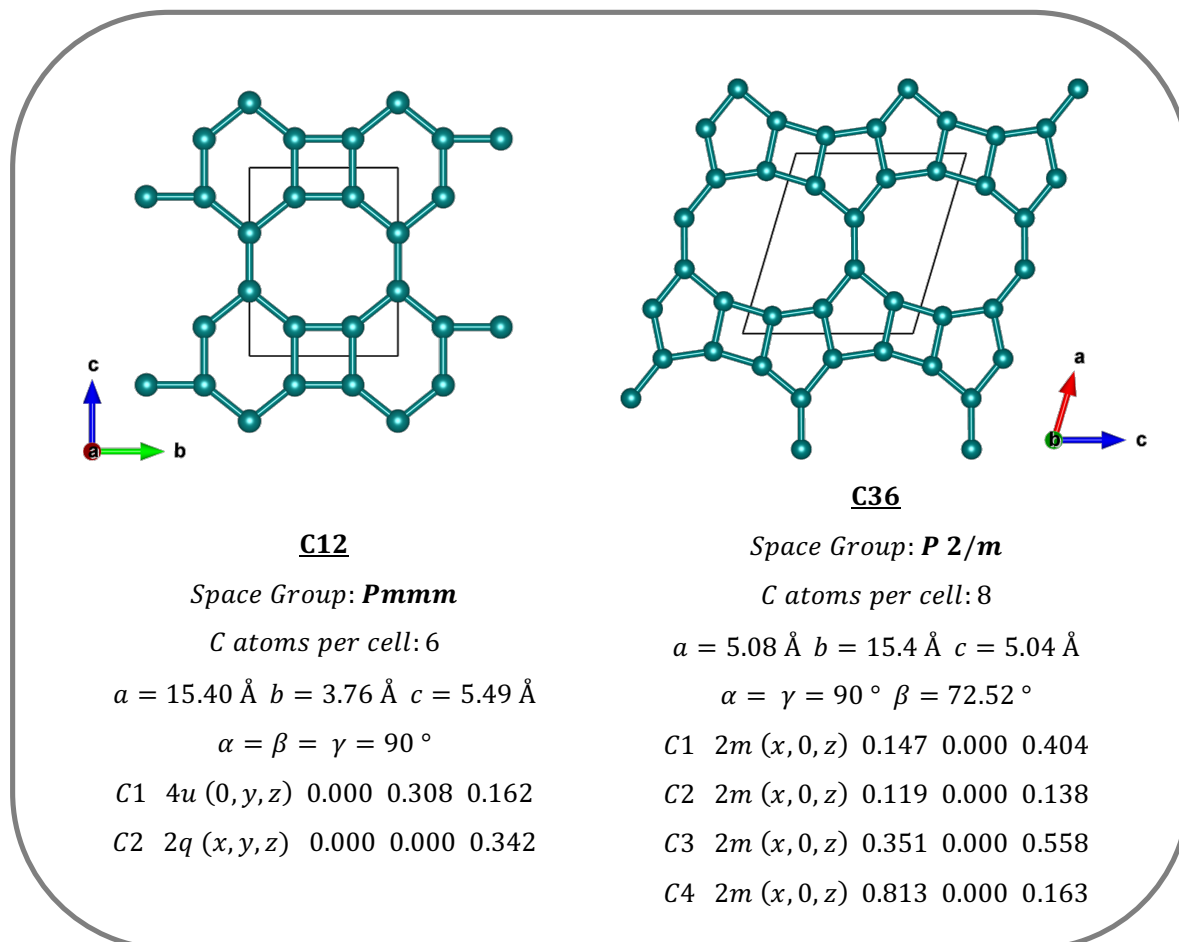 c
a
b
a
b
c
C12
Space Group: Pmmm
C atoms per cell: 6
a = 15.40 Å b = 3.76 Å c = 5.49 Å
α = β = γ = 90 °
C1 4u (0, y, z) 0.000 0.308 0.162
C2 2q (x, y, z) 0.000 0.000 0.342
C36
Space Group: P 2/m
C atoms per cell: 8
a = 5.08 Å b = 15.4 Å c = 5.04 Å
α = γ = 90 ° β = 72.52 °
C1 2m (x, 0, z) 0.147 0.000 0.404
C2 2m (x, 0, z) 0.119 0.000 0.138
C3 2m (x, 0, z) 0.351 0.000 0.558
C4 2m (x, 0, z) 0.813 0.000 0.163